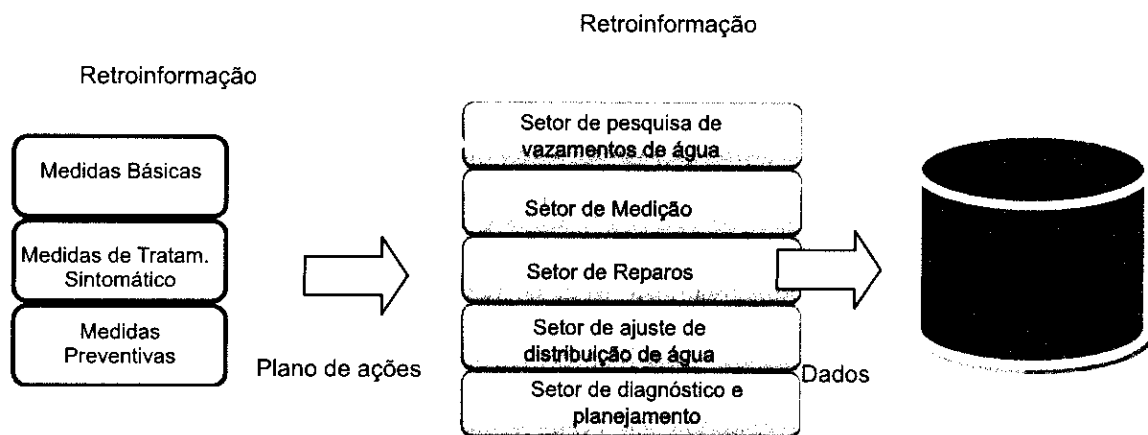 Retroinformação
Retroinformação
Medidas Básicas
Medidas de Tratam.
Sintomático
Medidas
Preventivas
Plano de ações
Setor de pesquisa de
vazamentos de água
Setor de Medição
Setor de Reparos
Setor de ajuste de
distribuição de água
Setor de diagnóstico e
planejamento
Dados